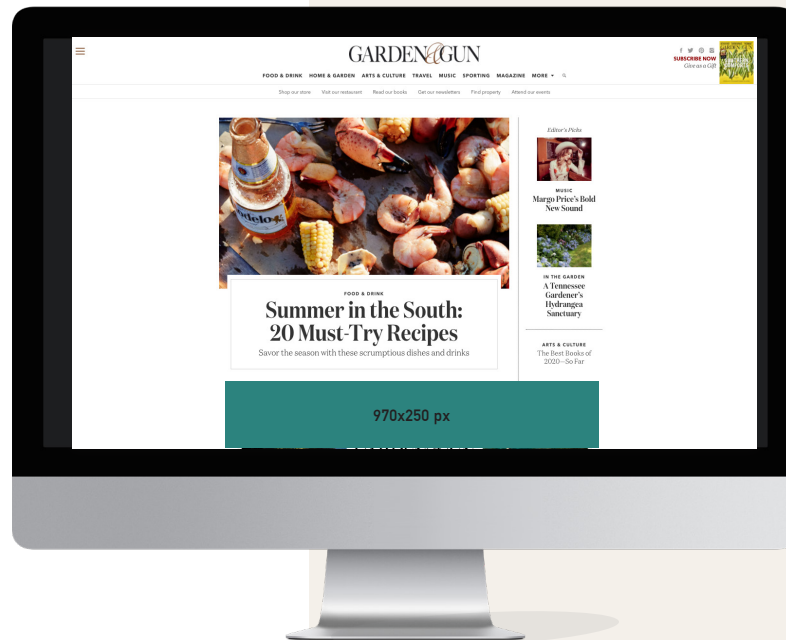 GARDEN & GUN
SUBSCRIBE NOW
Give as a Gift
GARDEN & GUN
FOOD & DRINK HOME & GARDEN ARTS & CULTURE TRAVEL MUSIC SPORTING MAGAZINE MORE
Shop our store Visit our restaurant Read our books Get our newsletters Find property Attend our events
Modelo
FOOD & DRINK
Summer in the South:
20 Must-Try Recipes
Savor the season with these scrumptious dishes and drinks
Editor's Picks
MUSIC
Margo Price's Bold
New Sound
IN THE GARDEN
A Tennessee
Gardener's
Hydrangea
Sanctuary
ARTS & CULTURE
The Best Books of
2020—So Far
970x250 px